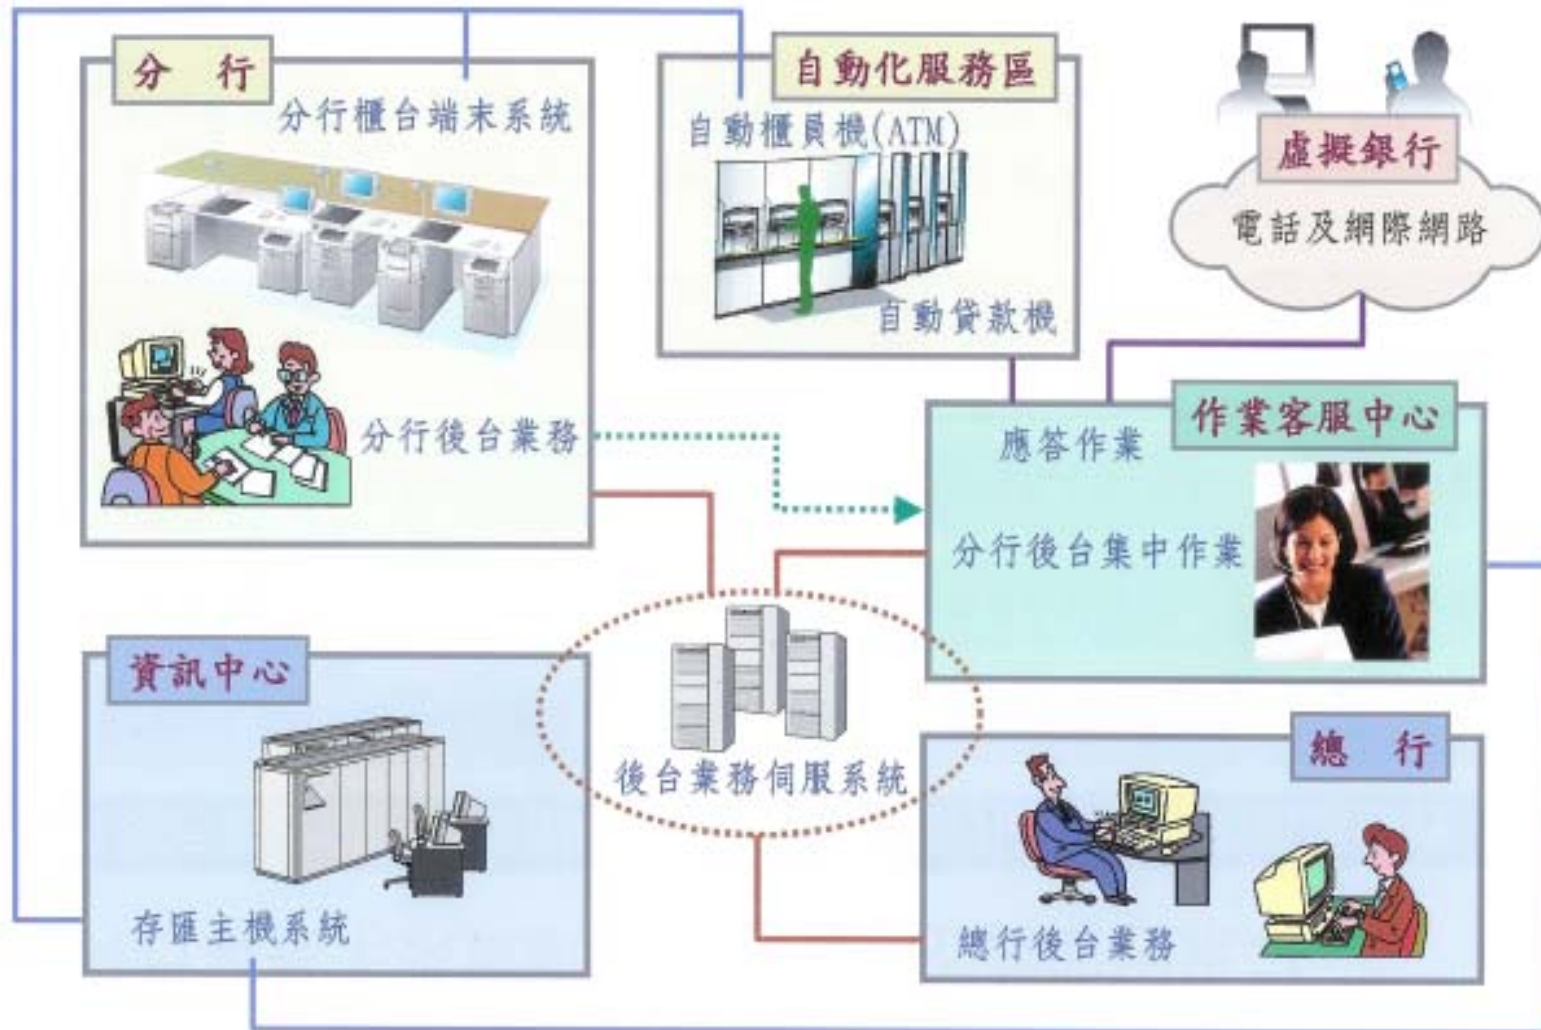 分 行
分行櫃台端末系統
分行後台業務
自動化服務區
自動櫃員機(ATM)
自動貸款機
虛擬銀行
電話及網際網路
作業客服中心
應答作業
分行後台集中作業
資訊中心
存匯主機系統
後台業務伺服系統
總 行
總行後台業務